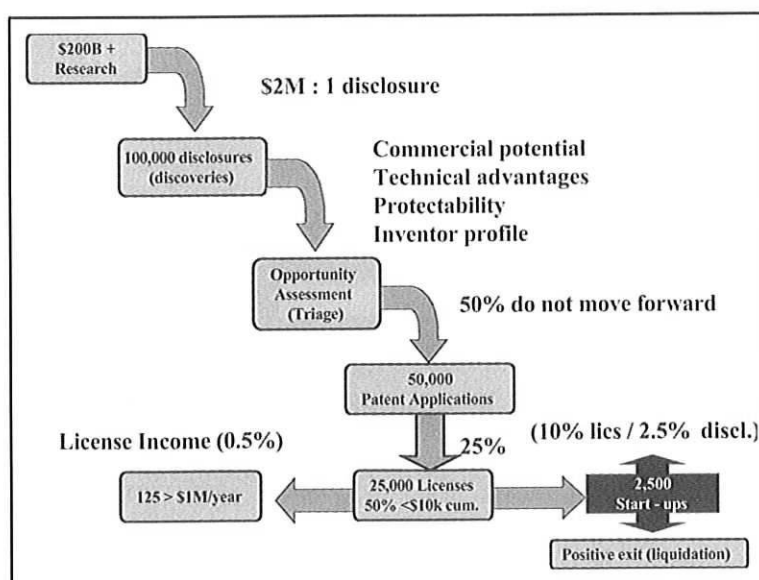 $200B +
Research
$2M : 1 disclosure
100,000 disclosures
(discoveries)
Commercial potential
Technical advantages
Protectability
Inventor profile
Opportunity
Assessment
(Triage)
50% do not move forward
50,000
Patent Applications
License Income (0.5%)
25%
(10% lics / 2.5% discl.)
125 > $1M/year
25,000 Licenses
50% <$10k cum.
2,500
Start - ups
Positive exit (liquidation)